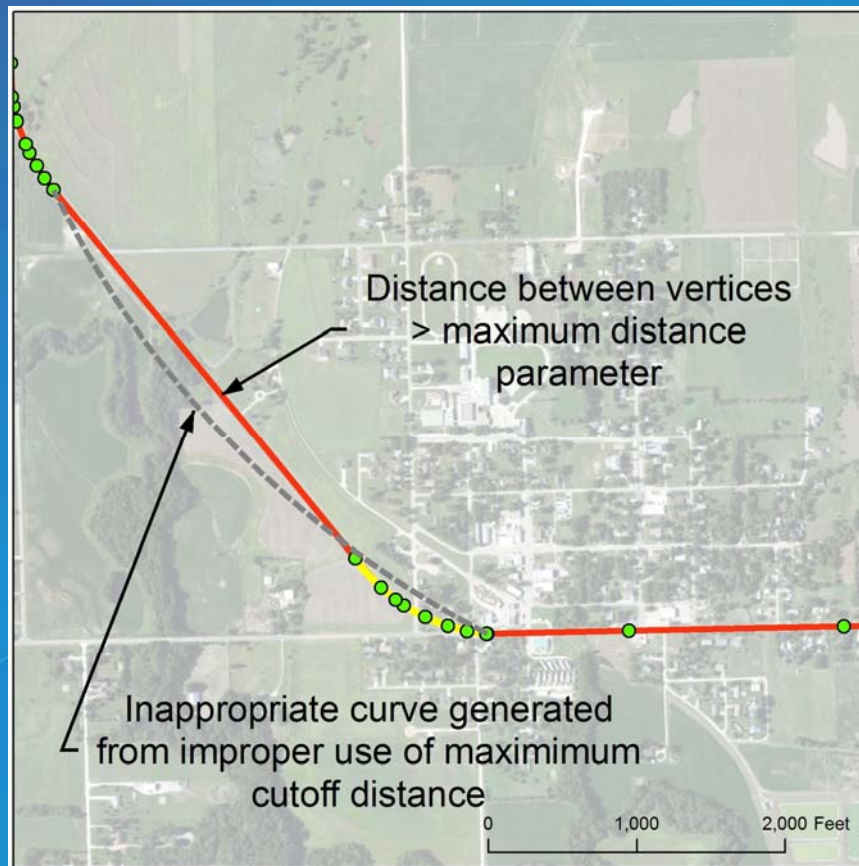 Distance between vertices
> maximum distance
parameter
Inappropriate curve generated
from improper use of maximimum
cutoff distance
0 1,000 2,000 Feet